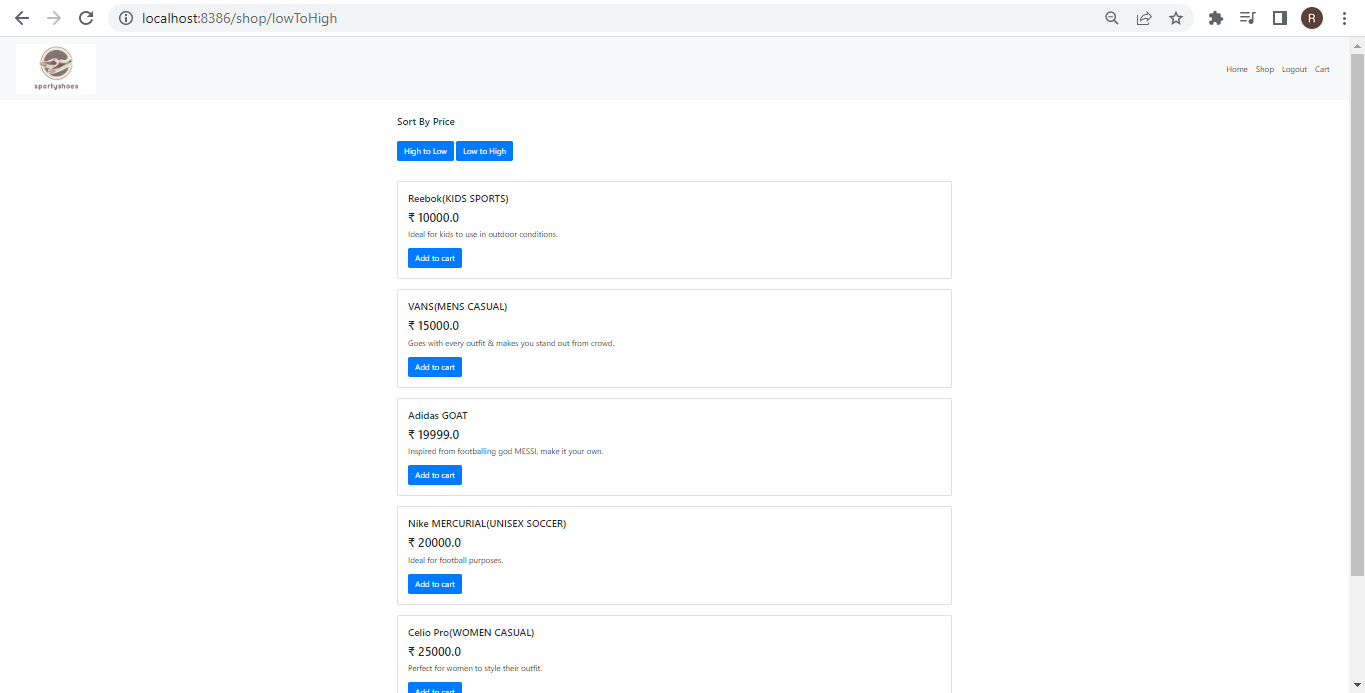 localhost:8386/shop/lowToHigh
R
sportyshoes
Home Shop Logout Cart
Sort By Price
High to Low Low to High
Reebok(KIDS SPORTS)
₹ 10000.0
Ideal for kids to use in outdoor conditions.
Add to cart
VANS(MENS CASUAL)
₹ 15000.0
Goes with every outfit & makes you stand out from crowd.
Add to cart
Adidas GOAT
₹ 19999.0
Inspired from footballing god MESSI, make it your own.
Add to cart
Nike MERCURIAL(UNISEX SOCCER)
₹ 20000.0
Ideal for football purposes.
Add to cart
Celio Pro(WOMEN CASUAL)
₹ 25000.0
Perfect for women to style their outfit.
Add to cart